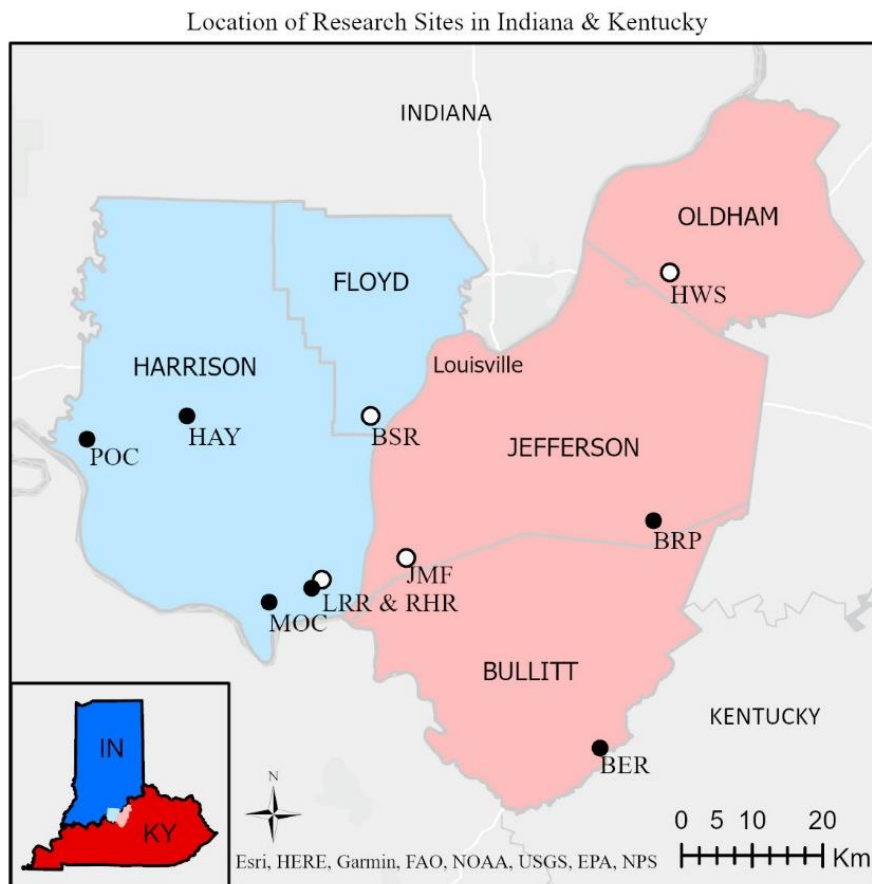 Location of Research Sites in Indiana & Kentucky
INDIANA
OLDHAM
HWS
FLOYD
Louisville
HARRISON
HAY
BSR
POC
JEFFERSON
BRP
JMF
LRR & RHR
MOC
BULLITT
KENTUCKY
BER
IN
KY
N
0 5 10 20
Km
Esri, HERE, Garmin, FAO, NOAA, USGS, EPA, NPS